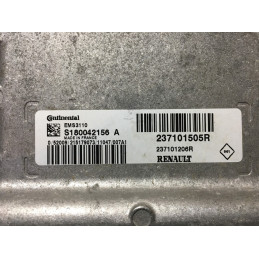 Continental
EMS3110
S180042156 A
MADE IN FRANCE
237101505R
237101206R
RENAULT